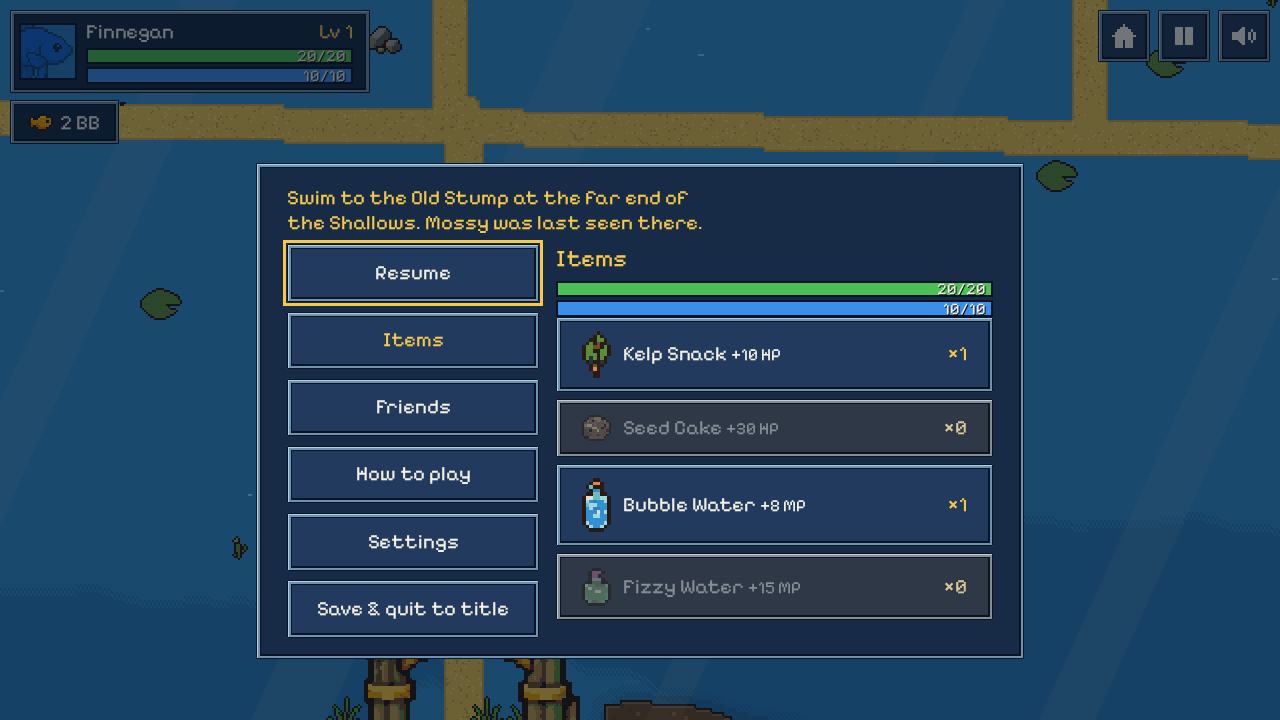 Finnegan Lv 1
20/20
10/10
2 BB
Swim to the Old Stump at the far end of
the Shallows. Mossy was last seen there.
Resume
Items
Friends
How to play
Settings
Save & quit to title
Items
20/20
10/10
Kelp Snack +10 HP ×1
Seed Cake +30 HP ×0
Bubble Water +8 MP ×1
Fizzy Water +15 MP ×0